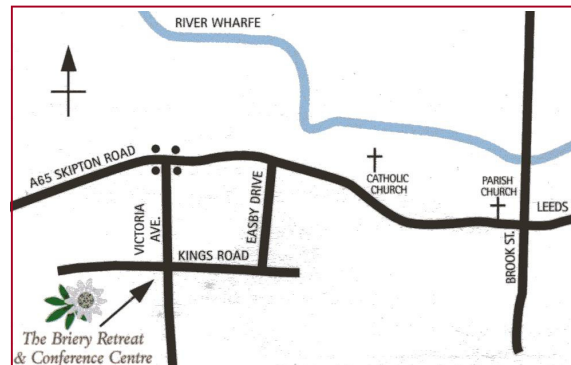 RIVER WHARFE
A65 SKIPTON ROAD
CATHOLIC
CHURCH
PARISH
CHURCH
LEEDS
VICTORIA
AVE.
EASBY DRIVE
BROOK ST.
KINGS ROAD
The Briery Retreat
& Conference Centre